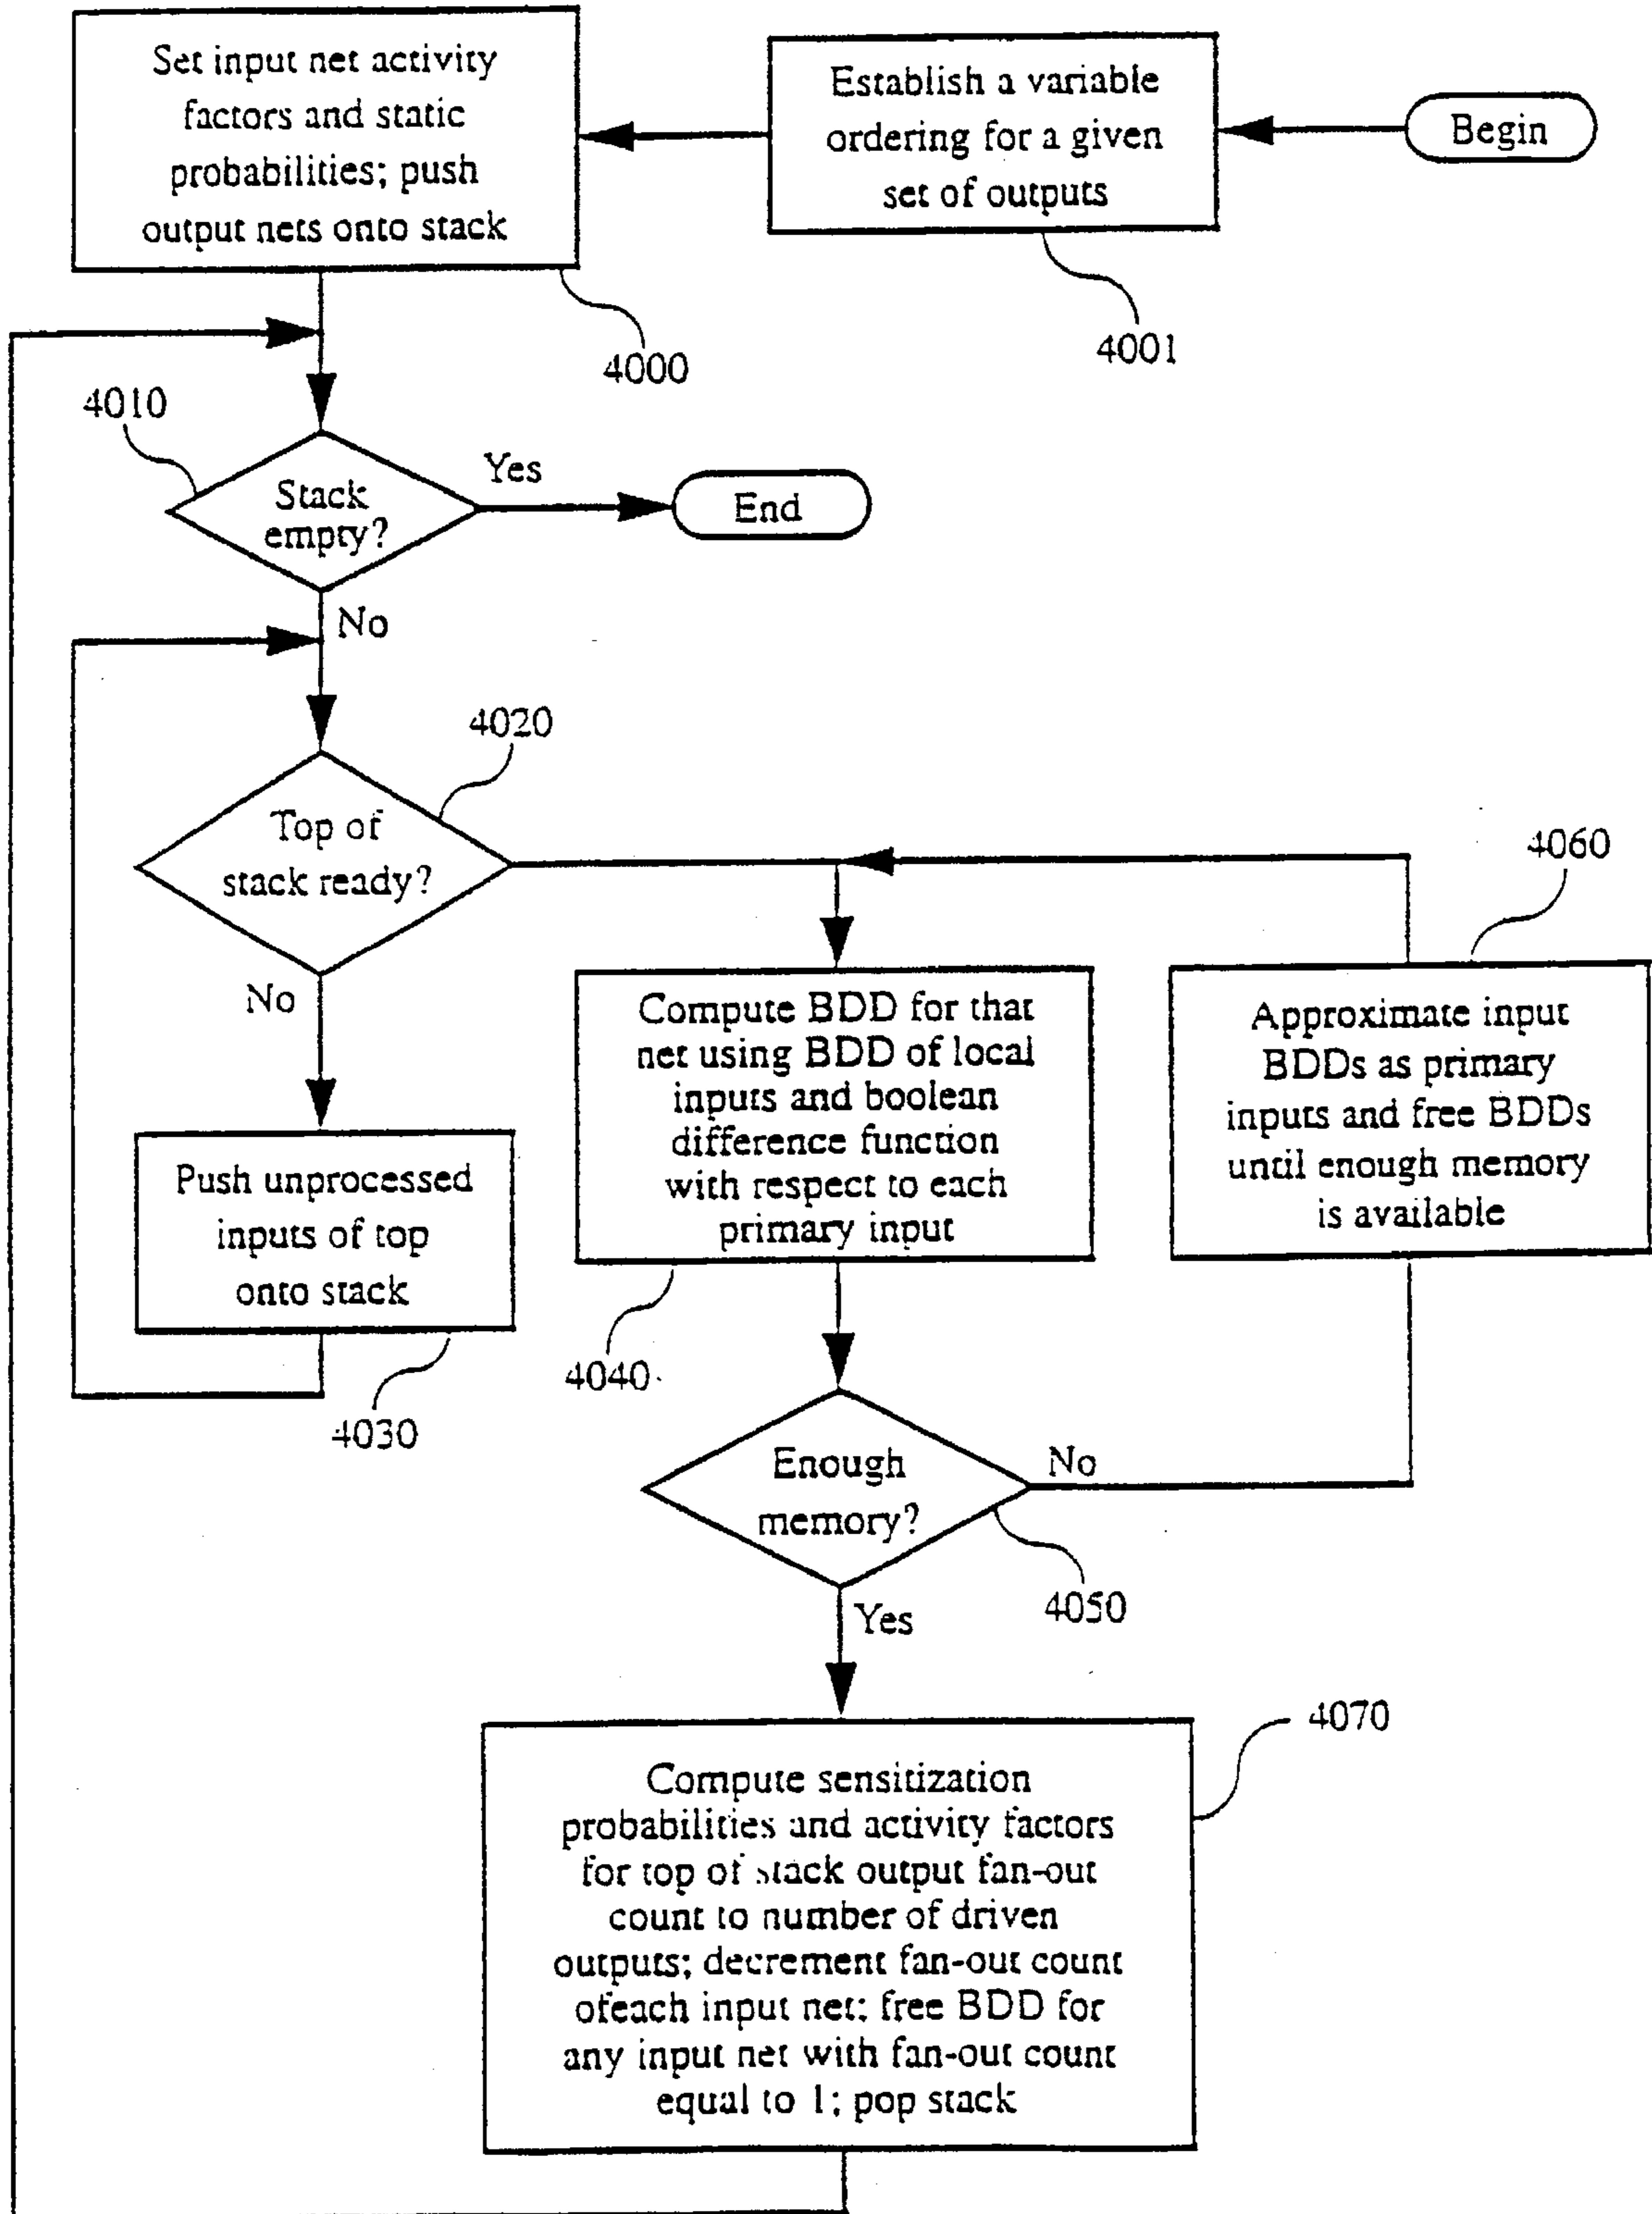 Begin
Establish a variable
ordering for a given
set of outputs
4001
Set input net activity
factors and static
probabilities; push
output nets onto stack
4000
4010
Stack
empty?
Yes
End
No
4020
Top of
stack ready?
No
Push unprocessed
inputs of top
onto stack
4030
Compute BDD for that
net using BDD of local
inputs and boolean
difference function
with respect to each
primary input
4040
4060
Approximate input
BDDs as primary
inputs and free BDDs
until enough memory
is available
Enough
memory?
No
4050
Yes
4070
Compute sensitization
probabilities and activity factors
for top of stack output fan-out
count to number of driven
outputs; decrement fan-out count
ofeach input net; free BDD for
any input net with fan-out count
equal to 1; pop stack